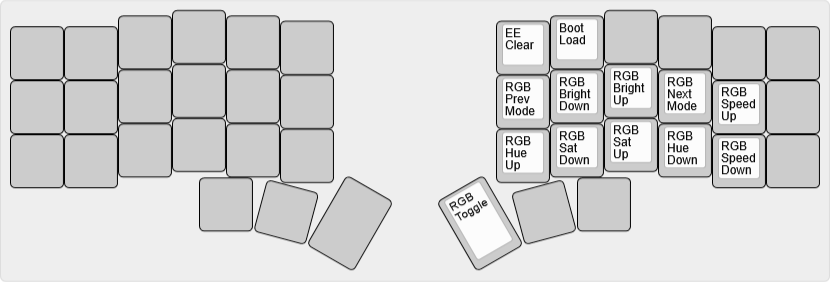 EE
Clear
Boot
Load
RGB
Prev
Mode
RGB
Bright
Down
RGB
Bright
Up
RGB
Next
Mode
RGB
Speed
Up
RGB
Hue
Up
RGB
Sat
Down
RGB
Sat
Up
RGB
Hue
Down
RGB
Speed
Down
RGB
Toggle